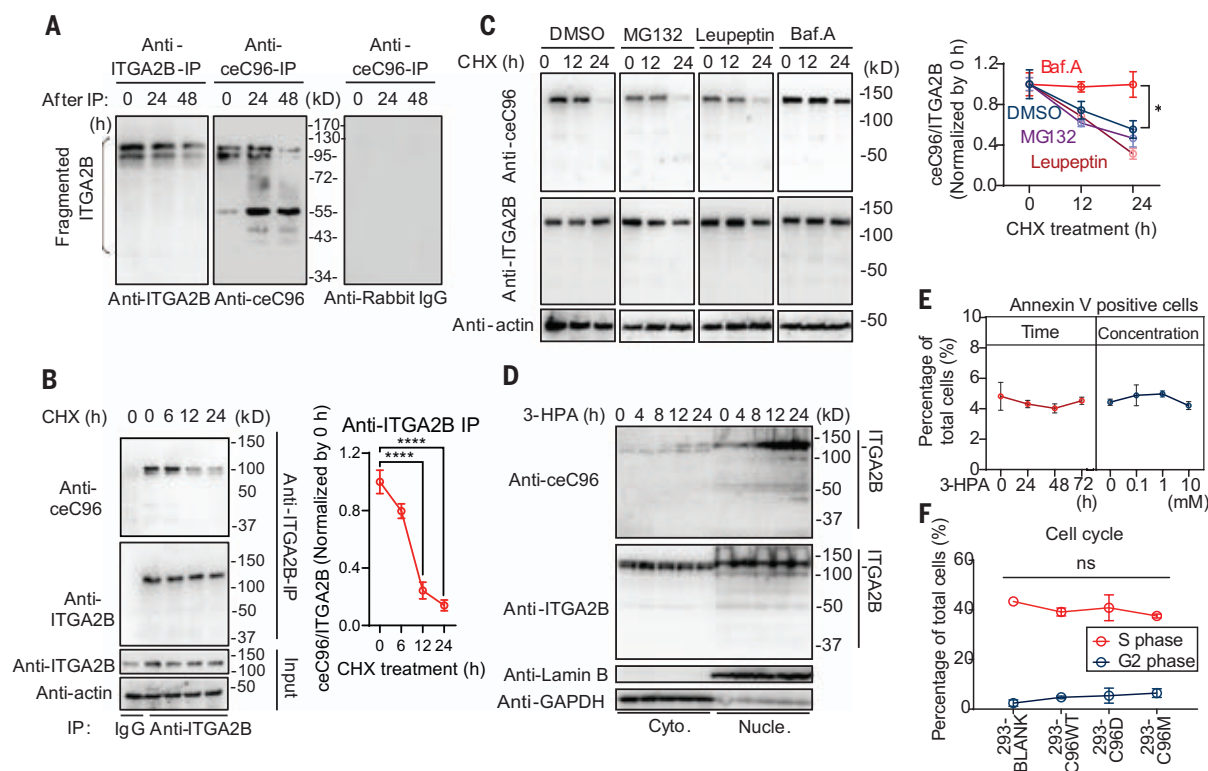 A
Anti-
ITGA2B-IP
Anti-
ceC96-IP
Anti-
ceC96-IP
After IP: 0 24 48 0 24 48 (kD) 0 24 48
(h)
Fragmented
ITGA2B
-170
-130
-95
-72
-55
-43
-34-
Anti-ITGA2B Anti-ceC96 Anti-Rabbit IgG
C
DMSO MG132 Leupeptin Baf.A
CHX (h) 0 12 24 0 12 24 0 12 24 0 12 24
(kD)
Anti-ceC96
-150
-100
-50
Anti-ITGA2B
-150
-100
-50
Anti-actin
-50
ceC96/ITGA2B
(Normalized by 0 h)
1.2
0.8
0.4
0.0
Baf.A
DMSO
MG132
Leupeptin
*
0 12 24
CHX treatment (h)
B
CHX (h) 0 0 6 12 24 (kD)
Anti-
ceC96
-150
-100
-50
-37
Anti-
ITGA2B
-150
-100
-50
-37
Anti-ITGA2B-IP
Anti-ITGA2B
-150
-100
Anti-actin
-50
Input
IP: IgG Anti-ITGA2B
Anti-ITGA2B IP
ceC96/ITGA2B (Normalized by 0 h)
1.2
0.8
0.4
0.0
****
****
0 6 12 24
CHX treatment (h)
D
3-HPA (h) 0 4 8 12 24 0 4 8 12 24 (kD)
Anti-ceC96
-150
-100
-50
-37
ITGA2B
Anti-ITGA2B
-150
-100
-50
-37
ITGA2B
Anti-Lamin B
Anti-GAPDH
Cyto. Nucle.
E
Annexin V positive cells
Time Concentration
Percentage of
total cells (%)
10
8
6
4
2
0
3-HPA 0 24 48 72 0 0.1 1 10
(h) (mM)
F
Cell cycle
Percentage of total cells (%)
60
40
20
0
ns
S phase
G2 phase
293-
BLANK
293-
C96WT
293-
C96D
293-
C96M